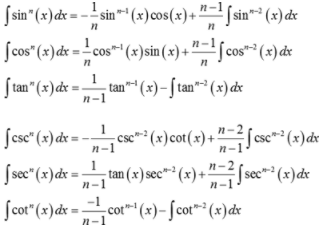 ∫sinⁿ(x)dx = -1/n sinⁿ⁻¹(x)cos(x) + n-1/n ∫sinⁿ⁻²(x)dx
∫cosⁿ(x)dx = 1/n cosⁿ⁻¹(x)sin(x) + n-1/n ∫cosⁿ⁻²(x)dx
∫tanⁿ(x)dx = 1/n-1 tanⁿ⁻¹(x) - ∫tanⁿ⁻²(x)dx
∫cscⁿ(x)dx = -1/n-1 cscⁿ⁻²(x)cot(x) + n-2/n-1 ∫cscⁿ⁻²(x)dx
∫secⁿ(x)dx = 1/n-1 tan(x)secⁿ⁻²(x) + n-2/n-1 ∫secⁿ⁻²(x)dx
∫cotⁿ(x)dx = -1/n-1 cotⁿ⁻¹(x) - ∫cotⁿ⁻²(x)dx